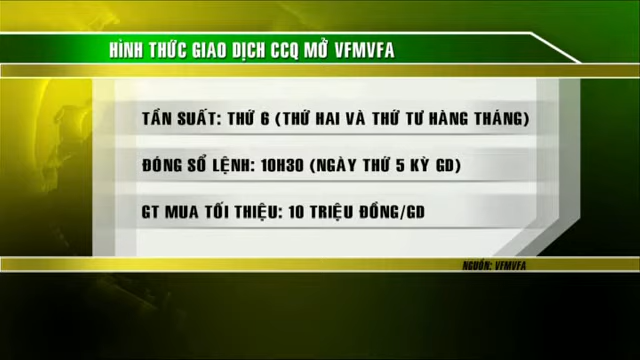 HÌNH THỨC GIAO DỊCH CCQ MỞ VFMVFA
TẦN SUẤT: THỨ 6 (THỨ HAI VÀ THỨ TƯ HÀNG THÁNG)
ĐÓNG SỔ LỆNH: 10H30 (NGÀY THỨ 5 KỲ GD)
GT MUA TỐI THIỆU: 10 TRIỆU ĐỒNG/GD
NGUỒN: VFMVFA